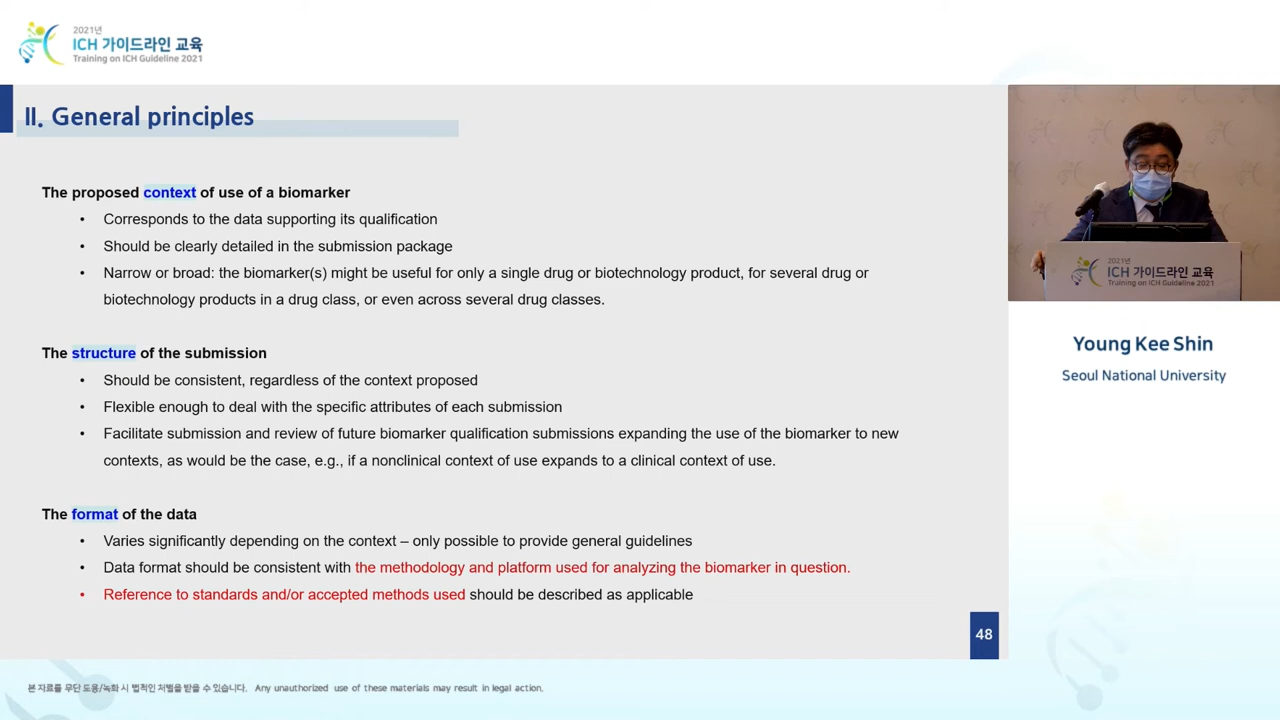 2021년
ICH 가이드라인 교육
Training on ICH Guideline 2021
II. General principles
The proposed context of use of a biomarker
• Corresponds to the data supporting its qualification
• Should be clearly detailed in the submission package
• Narrow or broad: the biomarker(s) might be useful for only a single drug or biotechnology product, for several drug or
biotechnology products in a drug class, or even across several drug classes.
The structure of the submission
• Should be consistent, regardless of the context proposed
• Flexible enough to deal with the specific attributes of each submission
• Facilitate submission and review of future biomarker qualification submissions expanding the use of the biomarker to new
contexts, as would be the case, e.g., if a nonclinical context of use expands to a clinical context of use.
The format of the data
• Varies significantly depending on the context – only possible to provide general guidelines
• Data format should be consistent with the methodology and platform used for analyzing the biomarker in question.
• Reference to standards and/or accepted methods used should be described as applicable
48
2021년
ICH 가이드라인 교육
Training on ICH Guideline 2021
Young Kee Shin
Seoul National University
본 자료를 무단 도용/녹화 시 법적인 처벌을 받을 수 있습니다. Any unauthorized use of these materials may result in legal action.